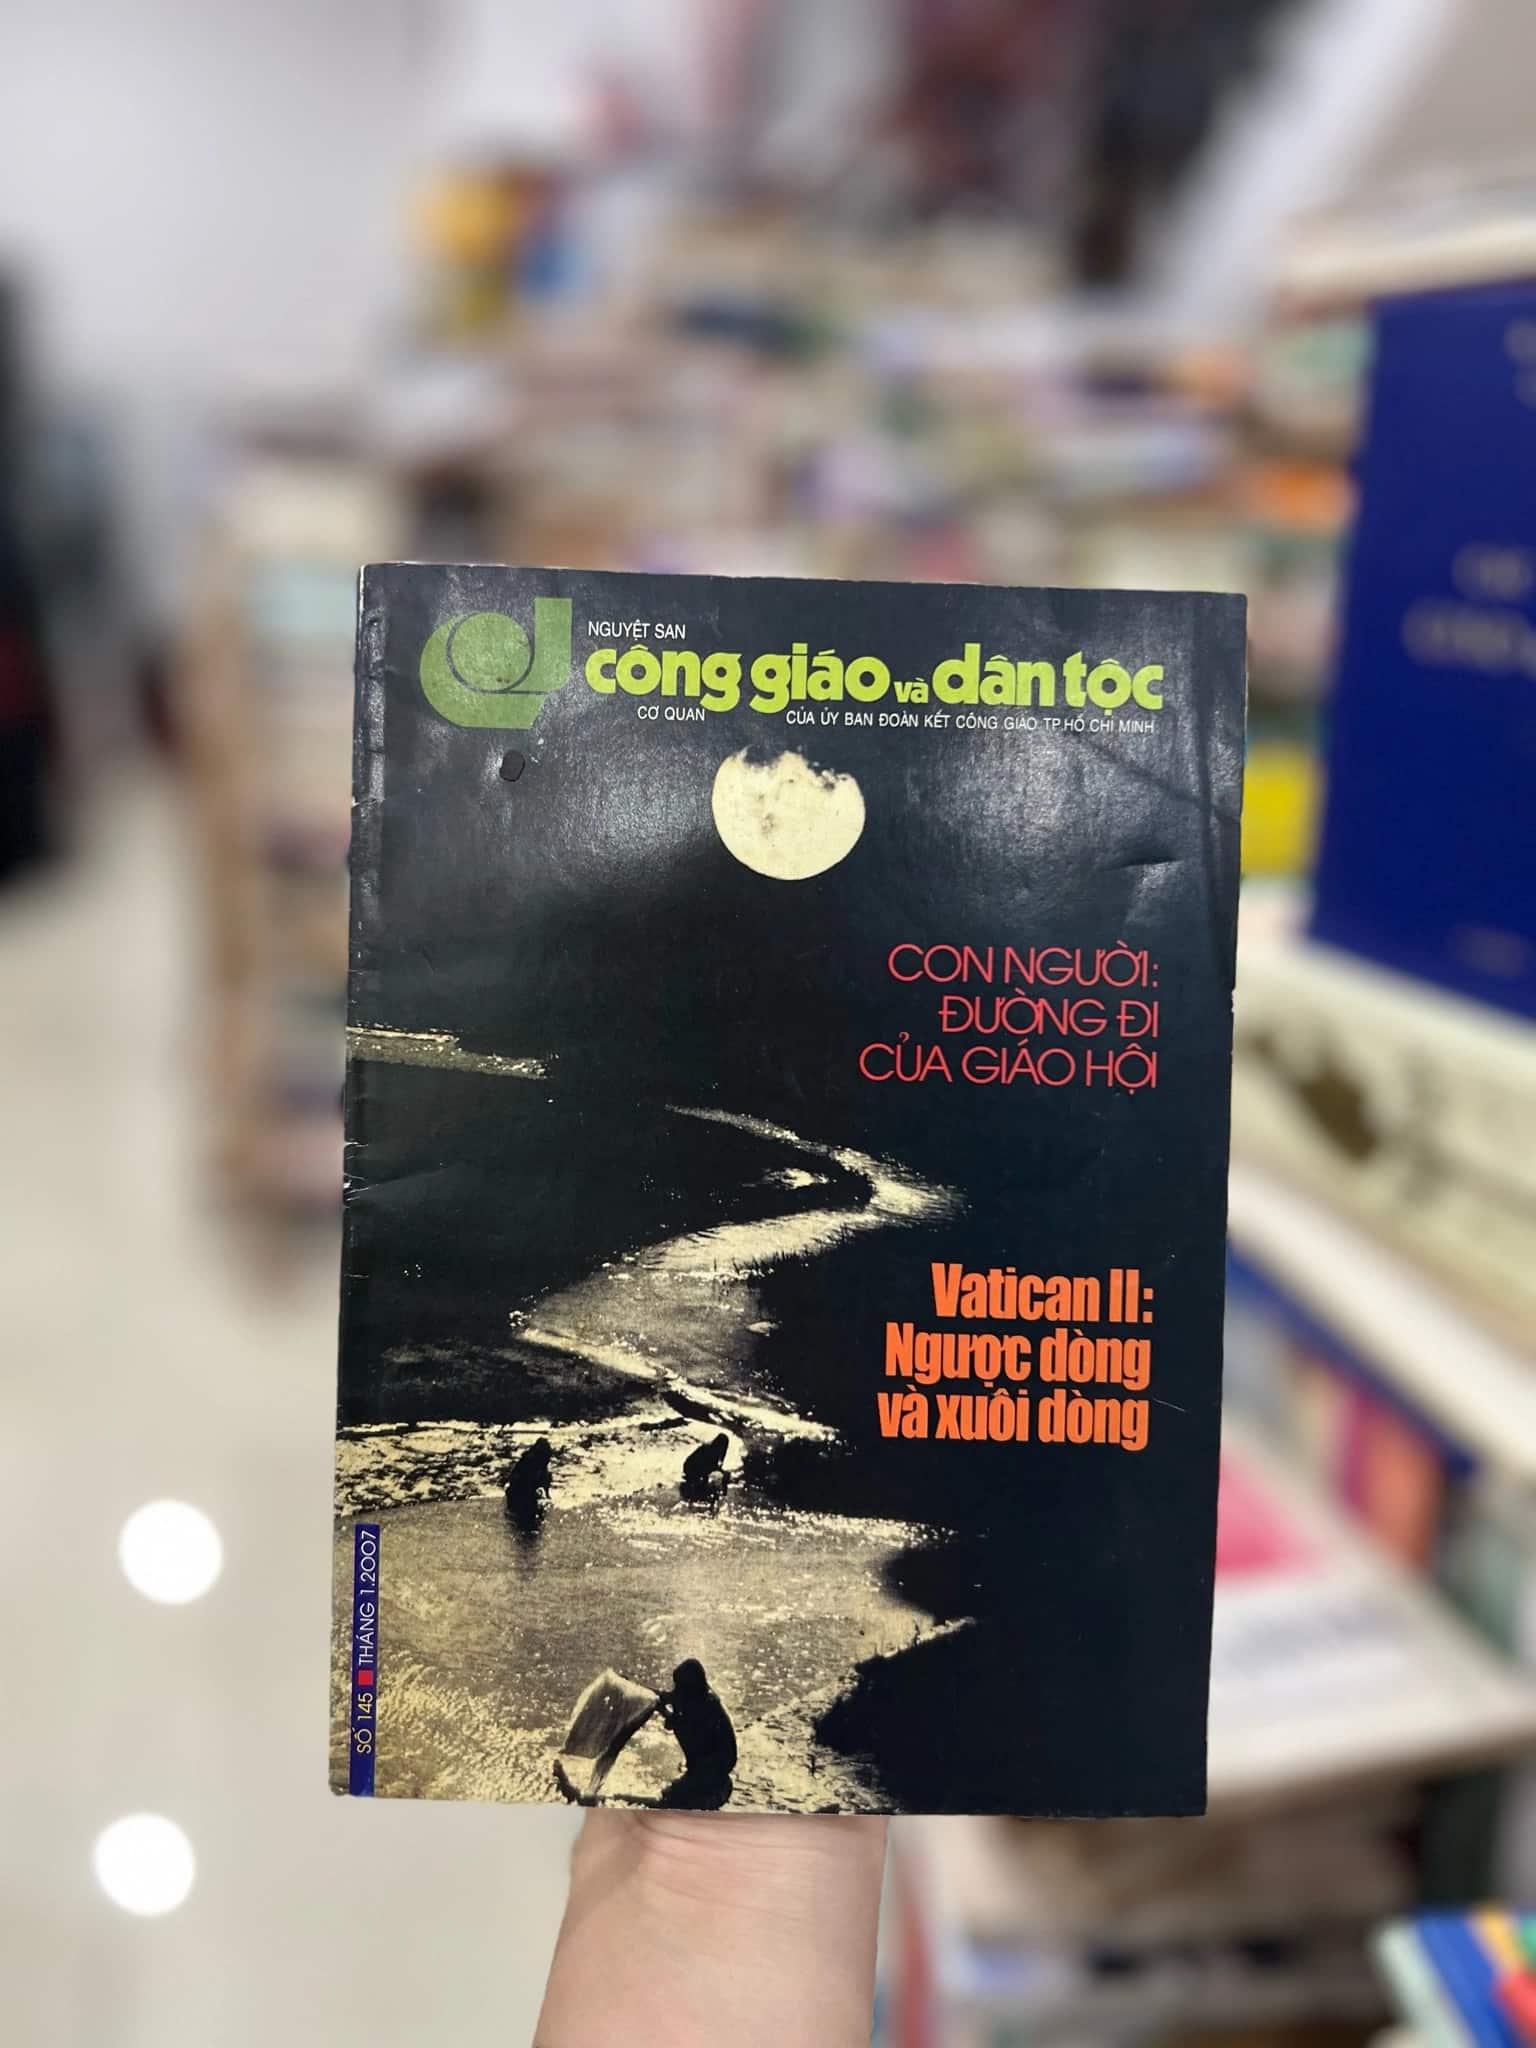 NGUYỆT SAN
công giáo và dân tộc
CƠ QUAN CỦA ỦY BAN ĐOÀN KẾT CÔNG GIÁO TP.HỒ CHÍ MINH
CON NGƯỜI:
ĐƯỜNG ĐI
CỦA GIÁO HỘI
Vatican II:
Ngược dòng
và xuôi dòng
SỐ 145 ■ THÁNG 1.2007